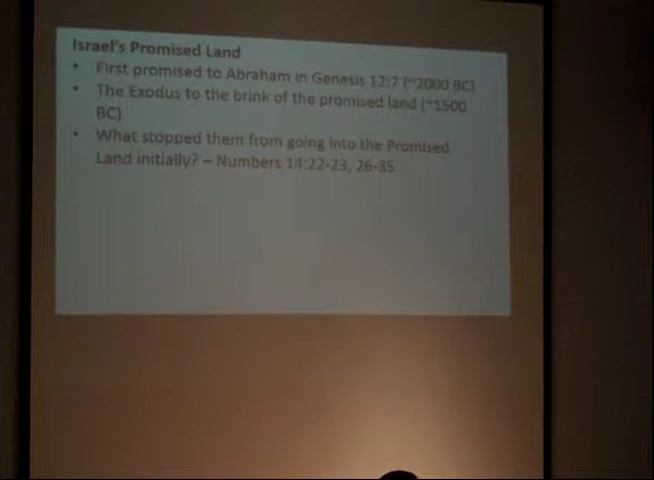 Israel's Promised Land
• First promised to Abraham in Genesis 12:7 (~2000 BC)
• The Exodus to the brink of the promised land (~1500
BC)
• What stopped them from going into the Promised
Land initially? – Numbers 14:22-23, 26-35